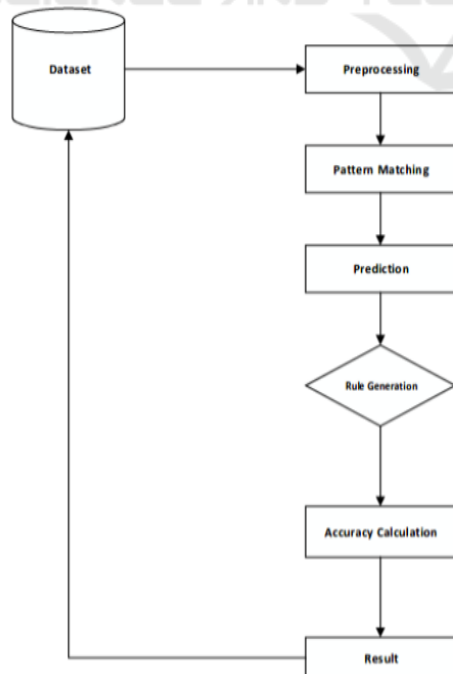 Dataset
Preprocessing
Pattern Matching
Prediction
Rule Generation
Accuracy Calculation
Result